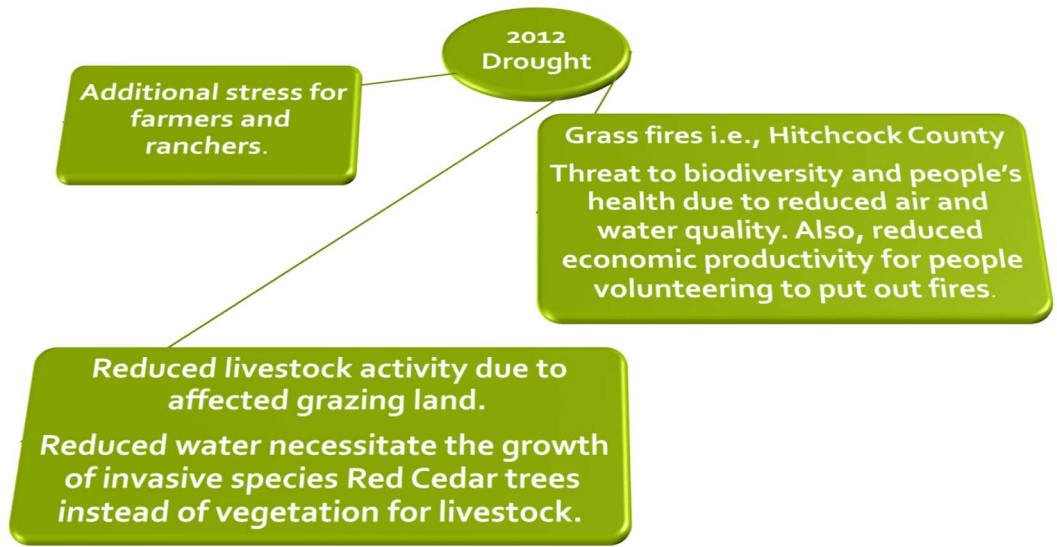 2012
Drought
Additional stress for
farmers and
ranchers.
Grass fires i.e., Hitchcock County
Threat to biodiversity and people's
health due to reduced air and
water quality. Also, reduced
economic productivity for people
volunteering to put out fires.
Reduced livestock activity due to
affected grazing land.
Reduced water necessitate the growth
of invasive species Red Cedar trees
instead of vegetation for livestock.